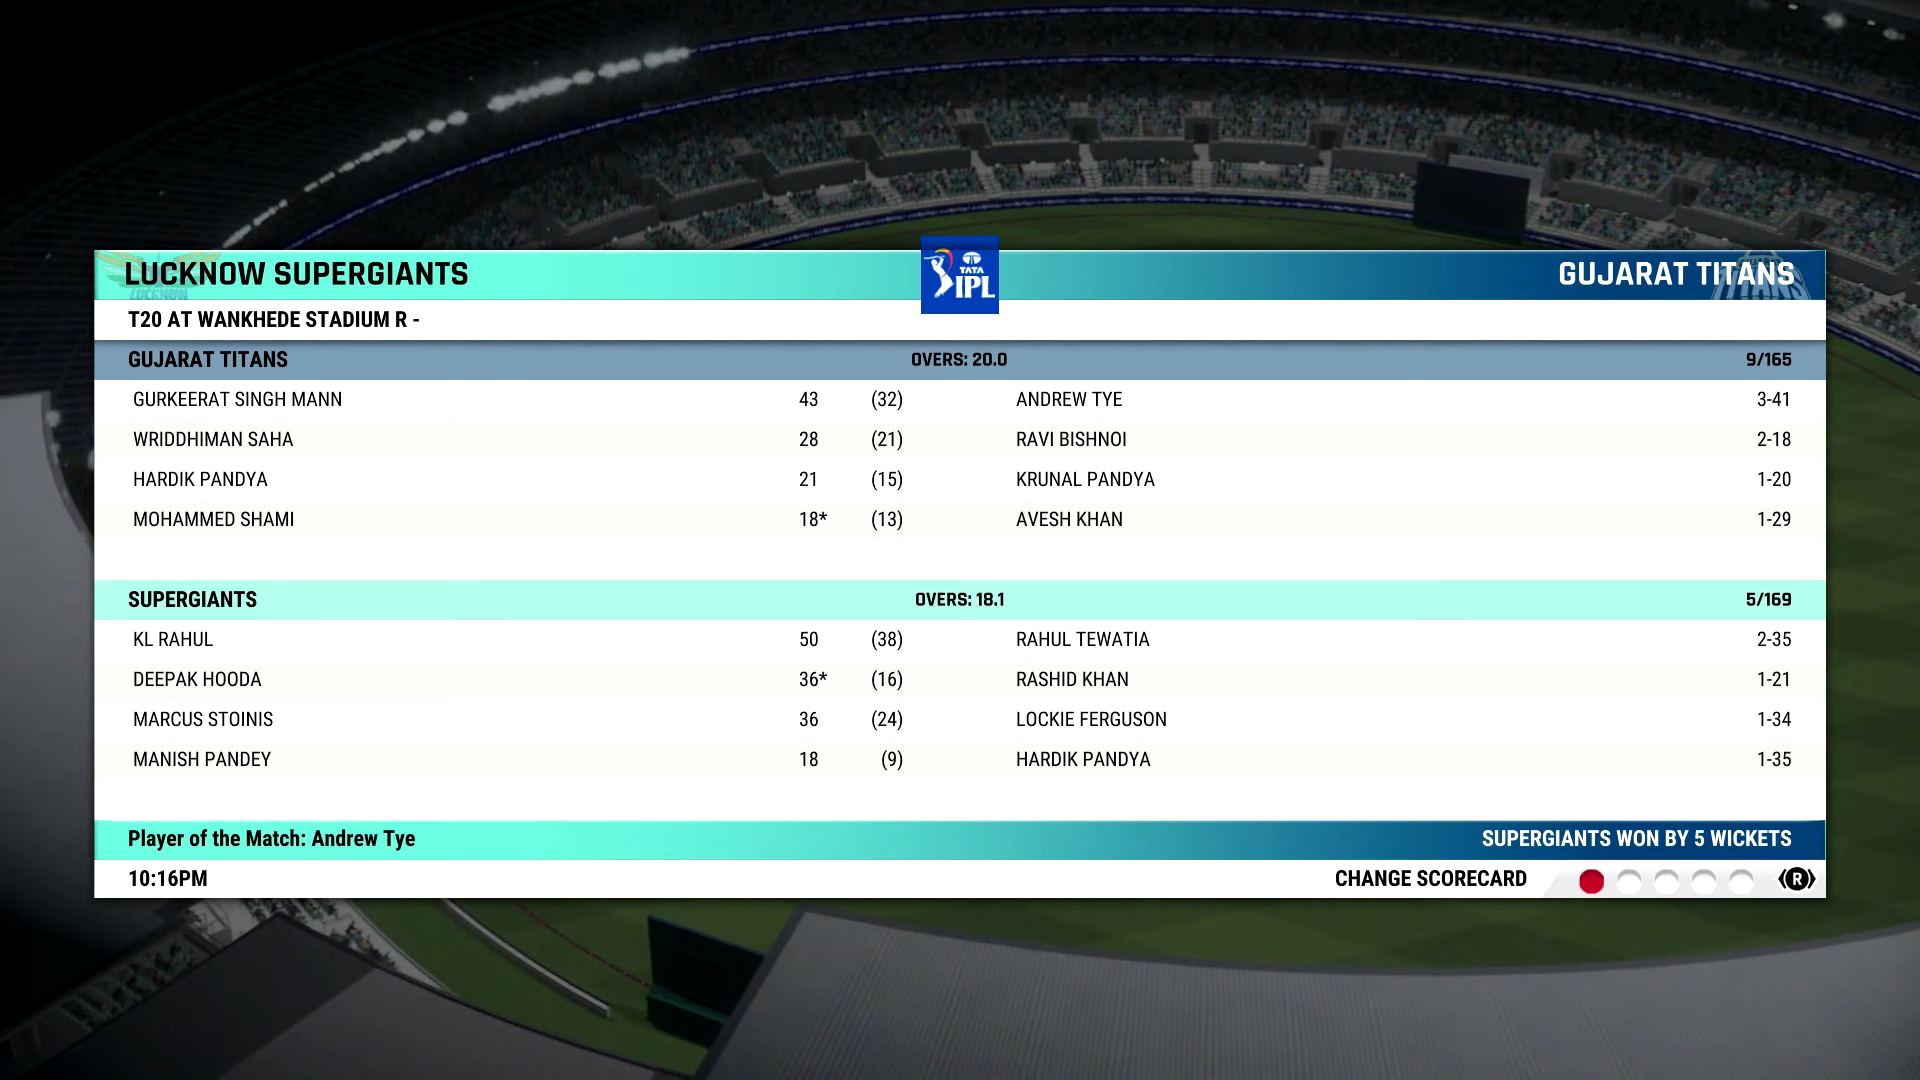 LUCKNOW SUPERGIANTS
TATA
IPL
GUJARAT TITANS
T20 AT WANKHEDE STADIUM R -
GUJARAT TITANS OVERS: 20.0 9/165
GURKEERAT SINGH MANN 43 (32) ANDREW TYE 3-41
WRIDDHIMAN SAHA 28 (21) RAVI BISHNOI 2-18
HARDIK PANDYA 21 (15) KRUNAL PANDYA 1-20
MOHAMMED SHAMI 18* (13) AVESH KHAN 1-29
SUPERGIANTS OVERS: 18.1 5/169
KL RAHUL 50 (38) RAHUL TEWATIA 2-35
DEEPAK HOODA 36* (16) RASHID KHAN 1-21
MARCUS STOINIS 36 (24) LOCKIE FERGUSON 1-34
MANISH PANDEY 18 (9) HARDIK PANDYA 1-35
Player of the Match: Andrew Tye SUPERGIANTS WON BY 5 WICKETS
10:16PM CHANGE SCORECARD R